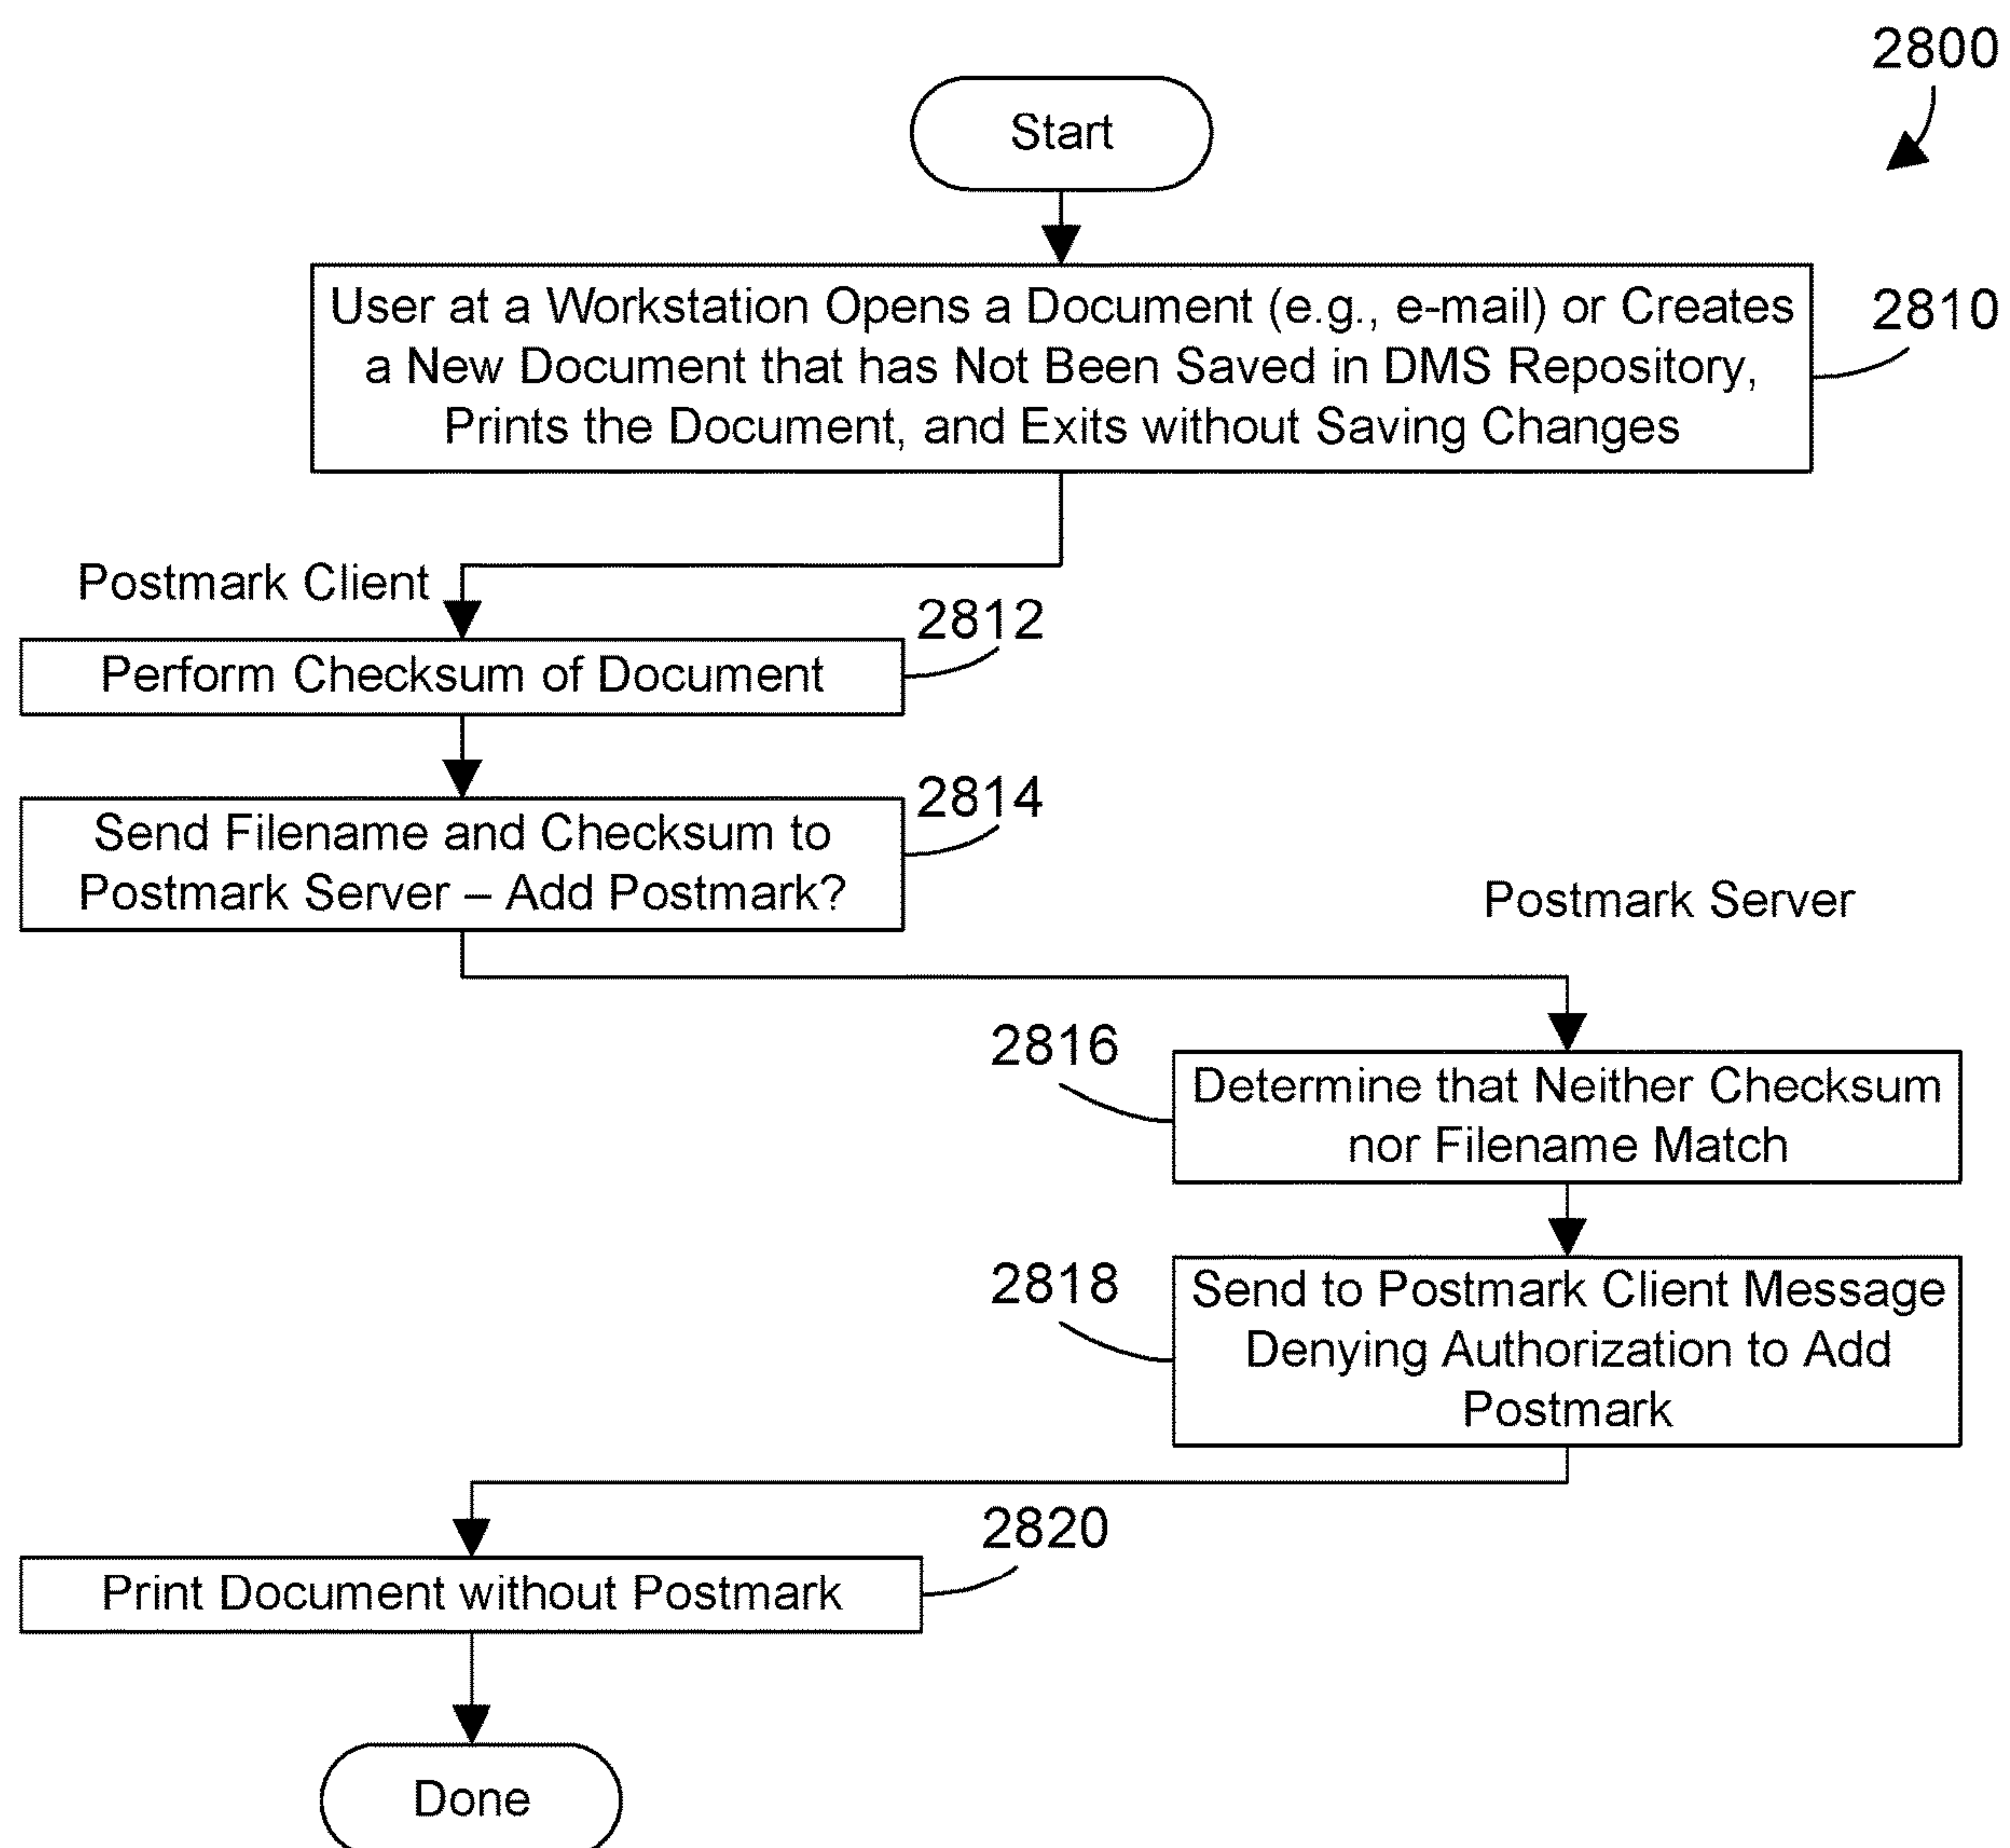 2800
Start
User at a Workstation Opens a Document (e.g., e-mail) or Creates
a New Document that has Not Been Saved in DMS Repository,
Prints the Document, and Exits without Saving Changes
2810
Postmark Client
2812
Perform Checksum of Document
2814
Send Filename and Checksum to
Postmark Server – Add Postmark?
Postmark Server
2816
Determine that Neither Checksum
nor Filename Match
2818
Send to Postmark Client Message
Denying Authorization to Add
Postmark
2820
Print Document without Postmark
Done